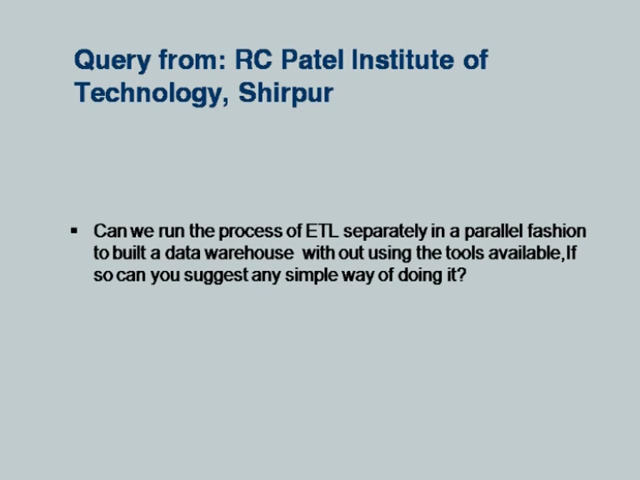 Query from: RC Patel Institute of
Technology, Shirpur
▪ Can we run the process of ETL separately in a parallel fashion
to built a data warehouse with out using the tools available,If
so can you suggest any simple way of doing it?